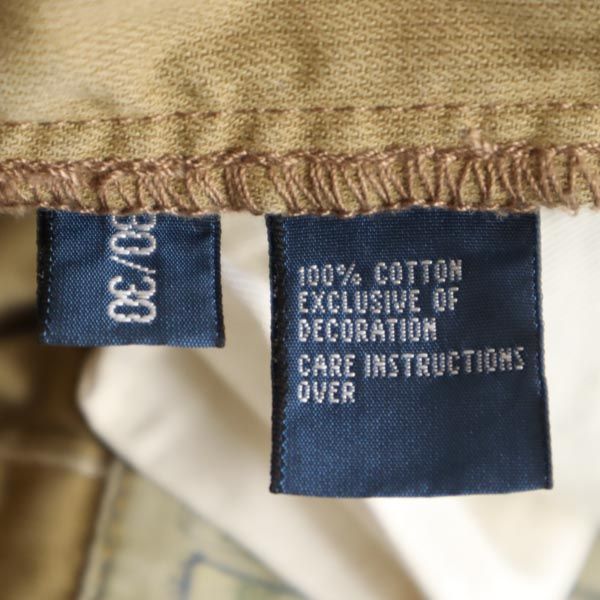 30/30
100% COTTON
EXCLUSIVE OF
DECORATION
CARE INSTRUCTIONS
OVER